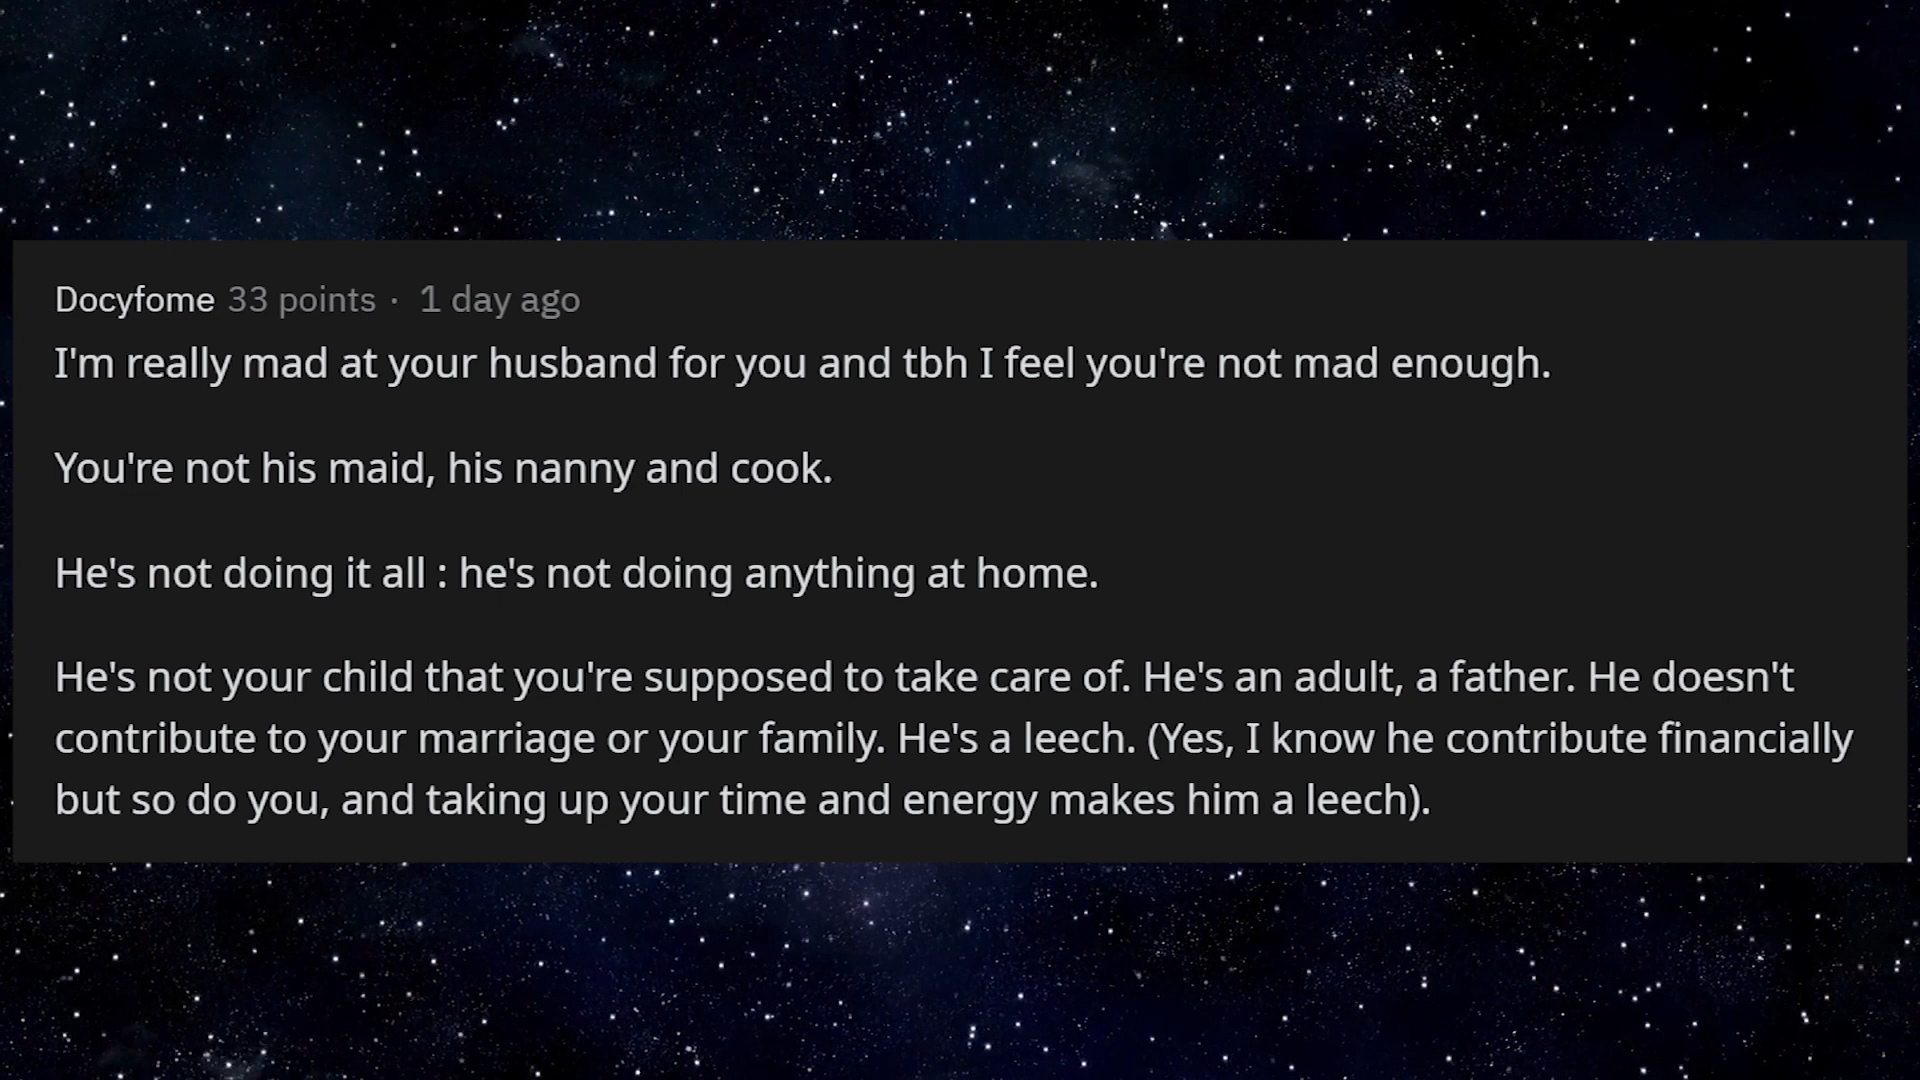 Docyfome 33 points · 1 day ago
I'm really mad at your husband for you and tbh I feel you're not mad enough.
You're not his maid, his nanny and cook.
He's not doing it all : he's not doing anything at home.
He's not your child that you're supposed to take care of. He's an adult, a father. He doesn't
contribute to your marriage or your family. He's a leech. (Yes, I know he contribute financially
but so do you, and taking up your time and energy makes him a leech).